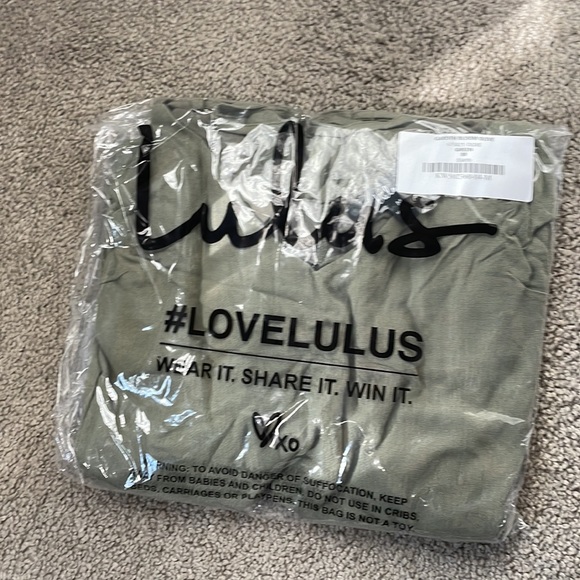 Lulus
#LOVELULUS
WEAR IT. SHARE IT. WIN IT.
XO
WARNING: TO AVOID DANGER OF SUFFOCATION, KEEP
AWAY FROM BABIES AND CHILDREN. DO NOT USE IN CRIBS,
BEDS, CARRIAGES OR PLAYPENS. THIS BAG IS NOT A TOY.